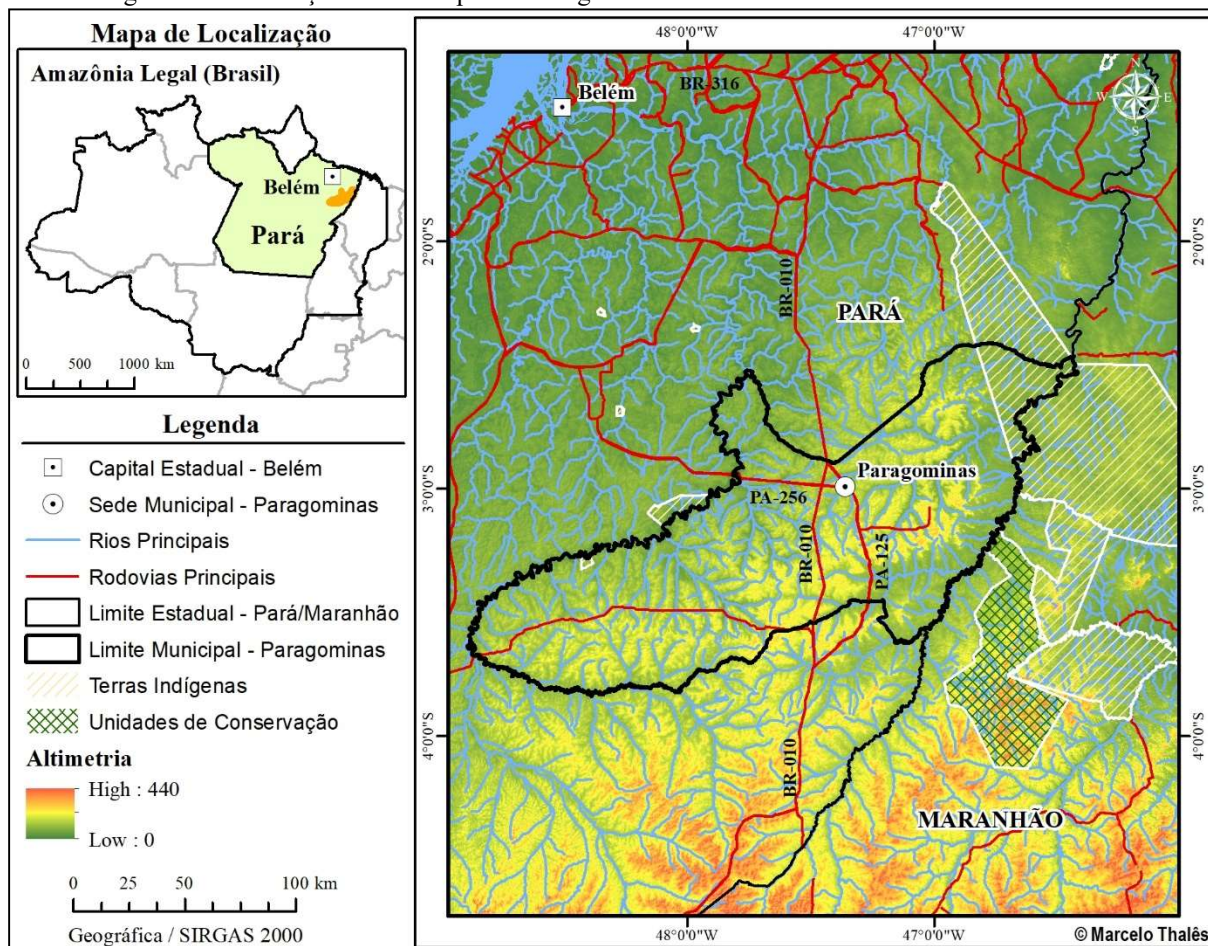 Mapa de Localização
Amazônia Legal (Brasil)
Belém
Pará
0 500 1000 km
Legenda
Capital Estadual - Belém
Sede Municipal - Paragominas
Rios Principais
Rodovias Principais
Limite Estadual - Pará/Maranhão
Limite Municipal - Paragominas
Terras Indígenas
Unidades de Conservação
Altimetria
High : 440
Low : 0
0 25 50 100 km
Geográfica / SIRGAS 2000
48°0'0"W 47°0'0"W
N
W E
S
Belém
BR-316
2°0'0"S 2°0'0"S
BR-010
PARÁ
Paragominas
3°0'0"S 3°0'0"S
PA-256
BR-010
PA-125
4°0'0"S 4°0'0"S
BR-010
MARANHÃO
48°0'0"W 47°0'0"W
© Marcelo Thalês